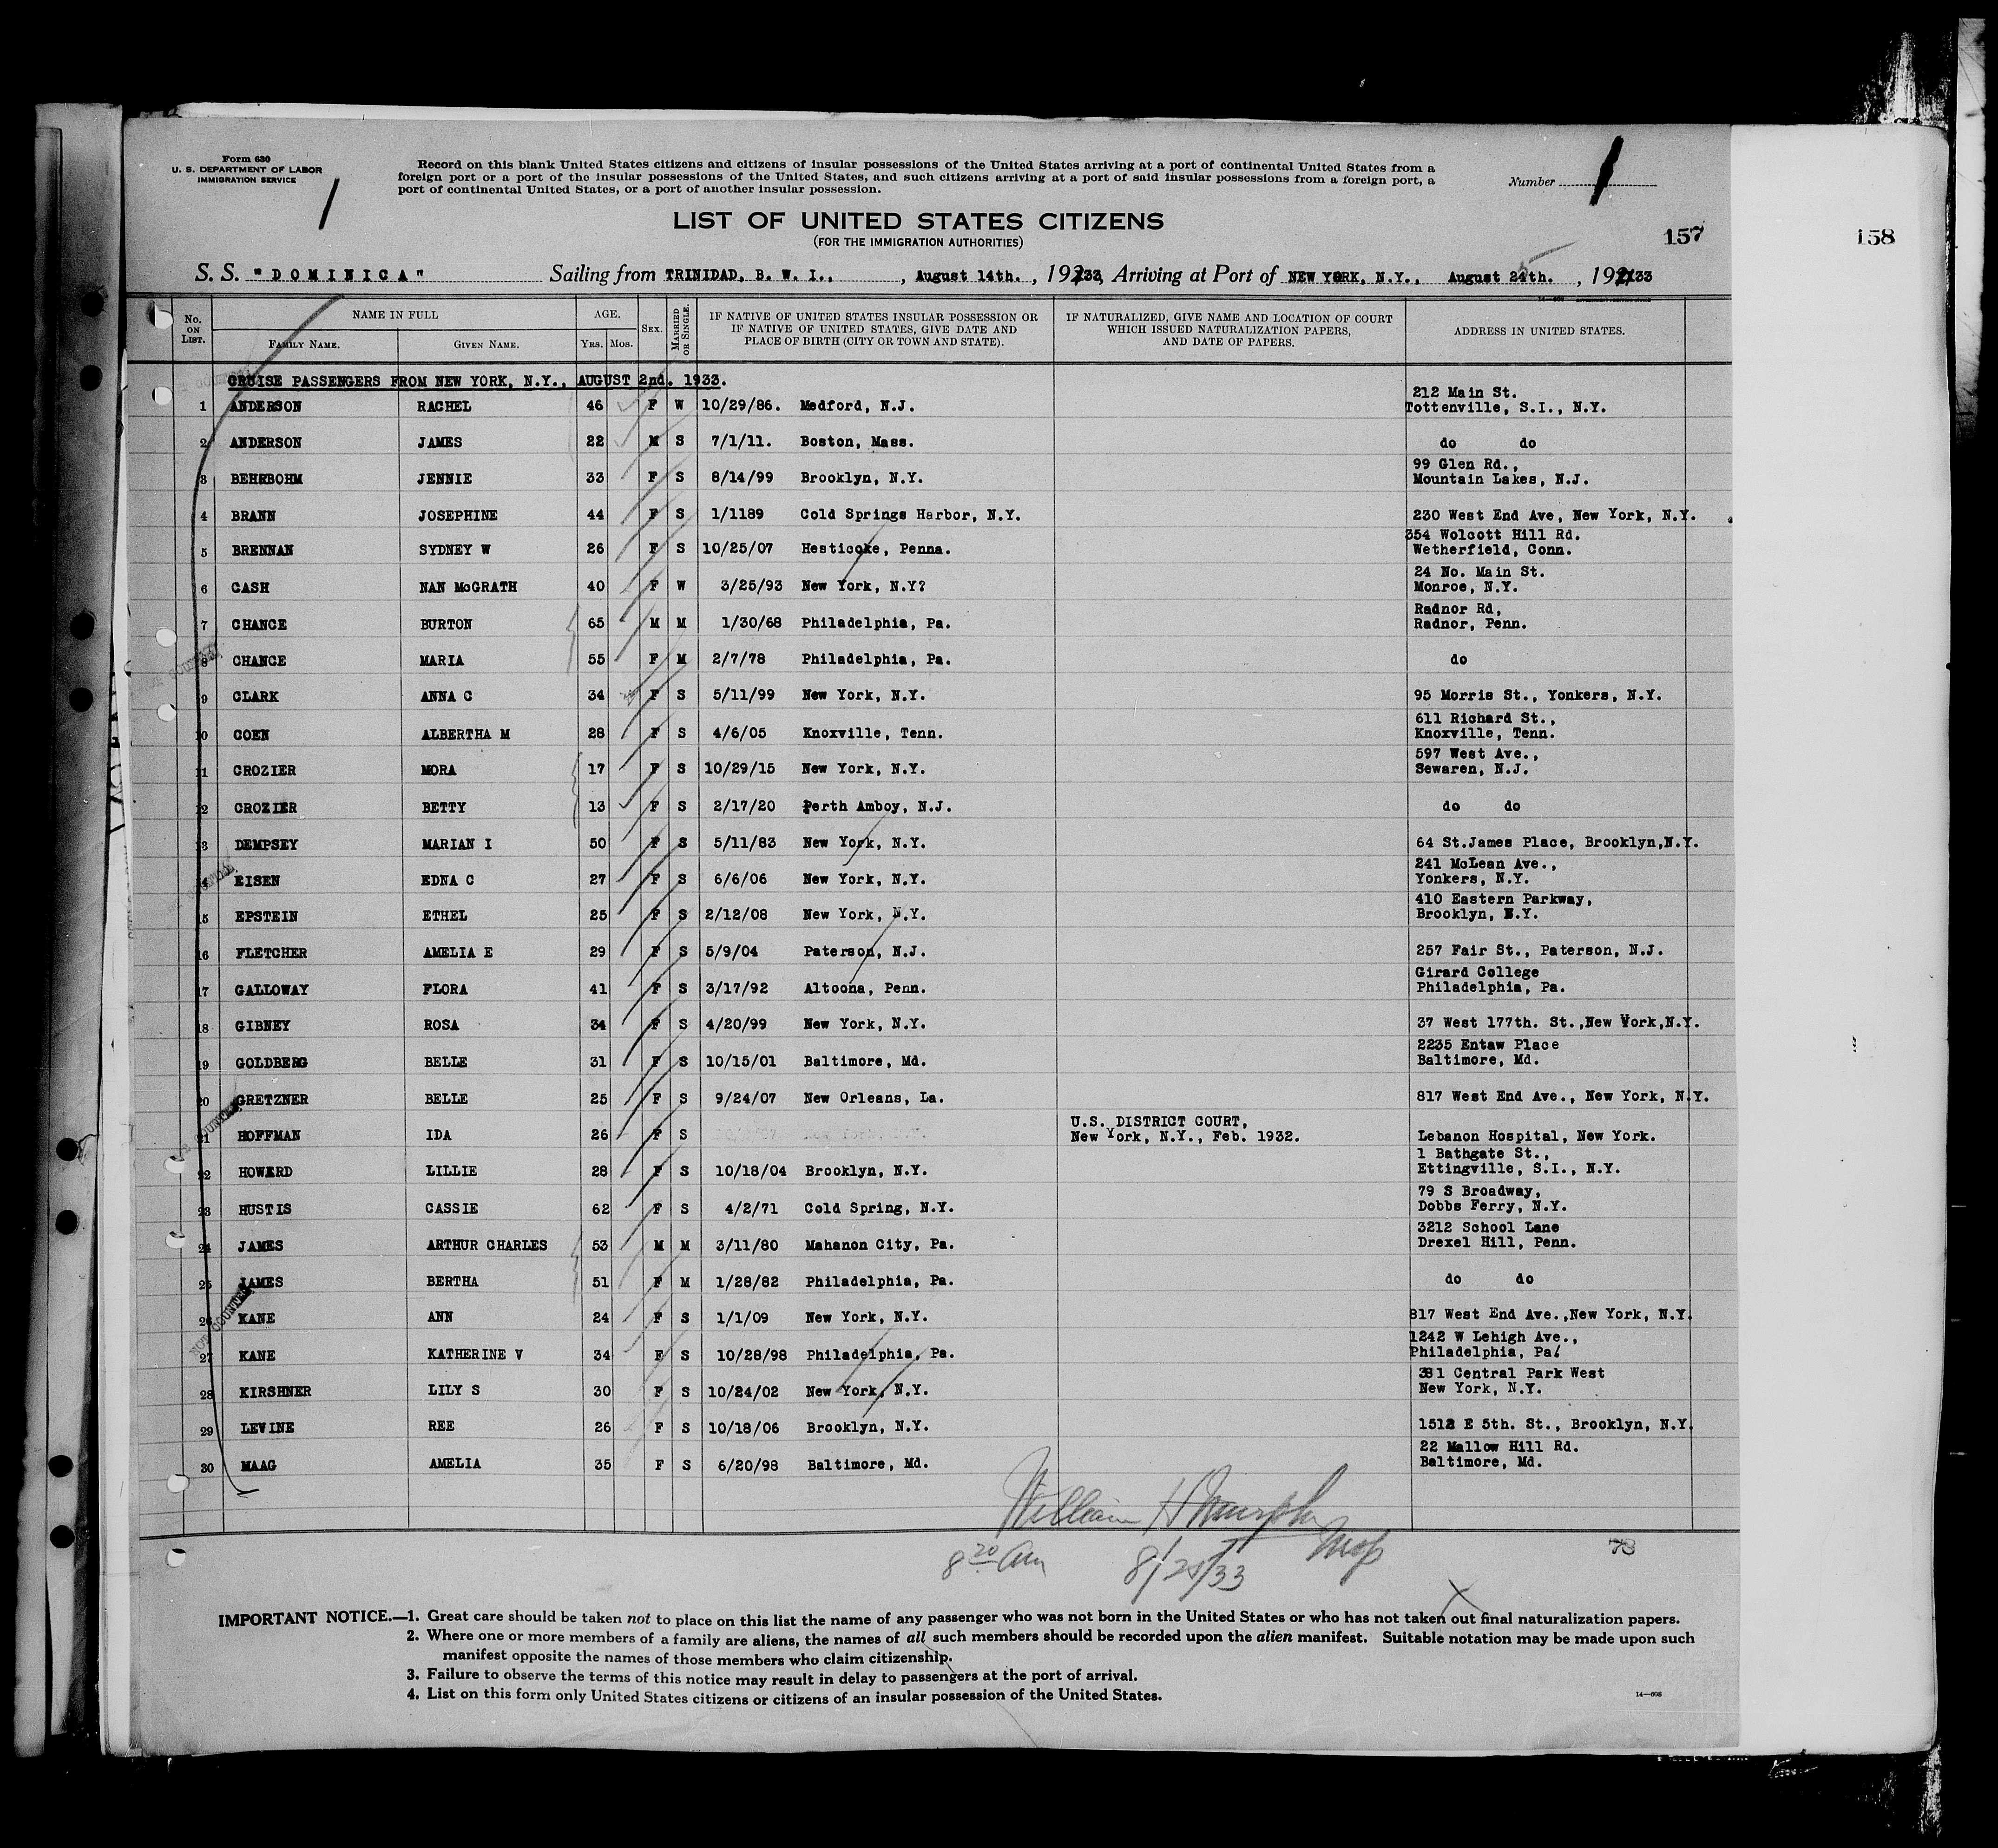 Form 630
U. S. DEPARTMENT OF LABOR
IMMIGRATION SERVICE
Record on this blank United States citizens and citizens of insular possessions of the United States arriving at a port of continental United States from a
foreign port or a port of the insular possessions of the United States, and such citizens arriving at a port of said insular possessions from a foreign port, a
port of continental United States, or a port of another insular possession.
Number 1
1
LIST OF UNITED STATES CITIZENS
(FOR THE IMMIGRATION AUTHORITIES)
157
158
S. S. "DOMINICA" Sailing from TRINIDAD, B. W. I., , August 14th. , 1933, Arriving at Port of NEW YORK, N.Y., August 25th. , 1933
No. ON LIST. NAME IN FULL AGE. SEX. MARRIED OR SINGLE. IF NATIVE OF UNITED STATES INSULAR POSSESSION OR IF NATIVE OF UNITED STATES, GIVE DATE AND PLACE OF BIRTH (CITY OR TOWN AND STATE). IF NATURALIZED, GIVE NAME AND LOCATION OF COURT WHICH ISSUED NATURALIZATION PAPERS, AND DATE OF PAPERS. ADDRESS IN UNITED STATES.
FAMILY NAME. GIVEN NAME. YRS. MOS.
CRUISE PASSENGERS FROM NEW YORK, N.Y., AUGUST 2nd. 1933.
1 ANDERSON RACHEL 46 F W 10/29/86. Medford, N.J. 212 Main St. Tottenville, S.I., N.Y.
2 ANDERSON JAMES 22 M S 7/1/11. Boston, Mass. do do
3 BEHRBOHM JENNIE 33 F S 8/14/99 Brooklyn, N.Y. 99 Glen Rd., Mountain Lakes, N.J.
4 BRANN JOSEPHINE 44 F S 1/1189 Cold Springs Harbor, N.Y. 230 West End Ave, New York, N.Y.
5 BRENNAN SYDNEY W 26 F S 10/25/07 Hesticoke, Penna. 354 Wolcott Hill Rd. Wetherfield, Conn.
6 CASH NAN McGRATH 40 F W 3/25/93 New York, N.Y? 24 No. Main St. Monroe, N.Y.
7 CHANCE BURTON 65 M M 1/30/68 Philadelphia, Pa. Radnor Rd, Radnor, Penn.
8 CHANCE MARIA 55 F M 2/7/78 Philadelphia, Pa. do
9 CLARK ANNA C 34 F S 5/11/99 New York, N.Y. 95 Morris St., Yonkers, N.Y.
10 COEN ALBERTHA M 28 F S 4/6/05 Knoxville, Tenn. 611 Richard St., Knoxville, Tenn.
11 CROZIER MORA 17 F S 10/29/15 New York, N.Y. 597 West Ave., Sewaren, N.J.
12 CROZIER BETTY 13 F S 2/17/20 Perth Amboy, N.J. do do
13 DEMPSEY MARIAN I 50 F S 5/11/83 New York, N.Y. 64 St.James Place, Brooklyn,N.Y.
14 EISEN EDNA C 27 F S 6/6/06 New York, N.Y. 241 McLean Ave., Yonkers, N.Y.
15 EPSTEIN ETHEL 25 F S 2/12/08 New York, N.Y. 410 Eastern Parkway, Brooklyn, N.Y.
16 FLETCHER AMELIA E 29 F S 5/9/04 Paterson, N.J. 257 Fair St., Paterson, N.J.
17 GALLOWAY FLORA 41 F S 3/17/92 Altoona, Penn. Girard College Philadelphia, Pa.
18 GIBNEY ROSA 34 F S 4/20/99 New York, N.Y. 37 West 177th. St.,New York,N.Y.
19 GOLDBERG BELLE 31 F S 10/15/01 Baltimore, Md. 2235 Entaw Place Baltimore, Md.
20 GRETZNER BELLE 25 F S 9/24/07 New Orleans, La. 817 West End Ave., New York, N.Y.
21 HOFFMAN IDA 26 F S U.S. DISTRICT COURT, New York, N.Y., Feb. 1932. Lebanon Hospital, New York.
22 HOWARD LILLIE 28 F S 10/18/04 Brooklyn, N.Y. 1 Bathgate St., Ettingville, S.I., N.Y.
23 HUSTIS CASSIE 62 F S 4/2/71 Cold Spring, N.Y. 79 S Broadway, Dobbs Ferry, N.Y.
24 JAMES ARTHUR CHARLES 53 M M 3/11/80 Mahanon City, Pa. 3212 School Lane Drexel Hill, Penn.
25 JAMES BERTHA 51 F M 1/28/82 Philadelphia, Pa. do do
26 KANE ANN 24 F S 1/1/09 New York, N.Y. 817 West End Ave.,New York, N.Y.
27 KANE KATHERINE V 34 F S 10/28/98 Philadelphia, Pa. 1242 W Lehigh Ave., Philadelphia, Pa.
28 KIRSHNER LILY S 30 F S 10/24/02 New York, N.Y. 381 Central Park West New York, N.Y.
29 LEVINE REE 26 F S 10/18/06 Brooklyn, N.Y. 1512 E 5th. St., Brooklyn, N.Y.
30 MAAG AMELIA 35 F S 6/20/98 Baltimore, Md. 22 Mallow Hill Rd. Baltimore, Md.
NOT COUNTED
William H Murphy
8 20 Am 8/25/33
78
IMPORTANT NOTICE.—1. Great care should be taken not to place on this list the name of any passenger who was not born in the United States or who has not taken out final naturalization papers.
2. Where one or more members of a family are aliens, the names of all such members should be recorded upon the alien manifest. Suitable notation may be made upon such
manifest opposite the names of those members who claim citizenship.
3. Failure to observe the terms of this notice may result in delay to passengers at the port of arrival.
4. List on this form only United States citizens or citizens of an insular possession of the United States.
14—608